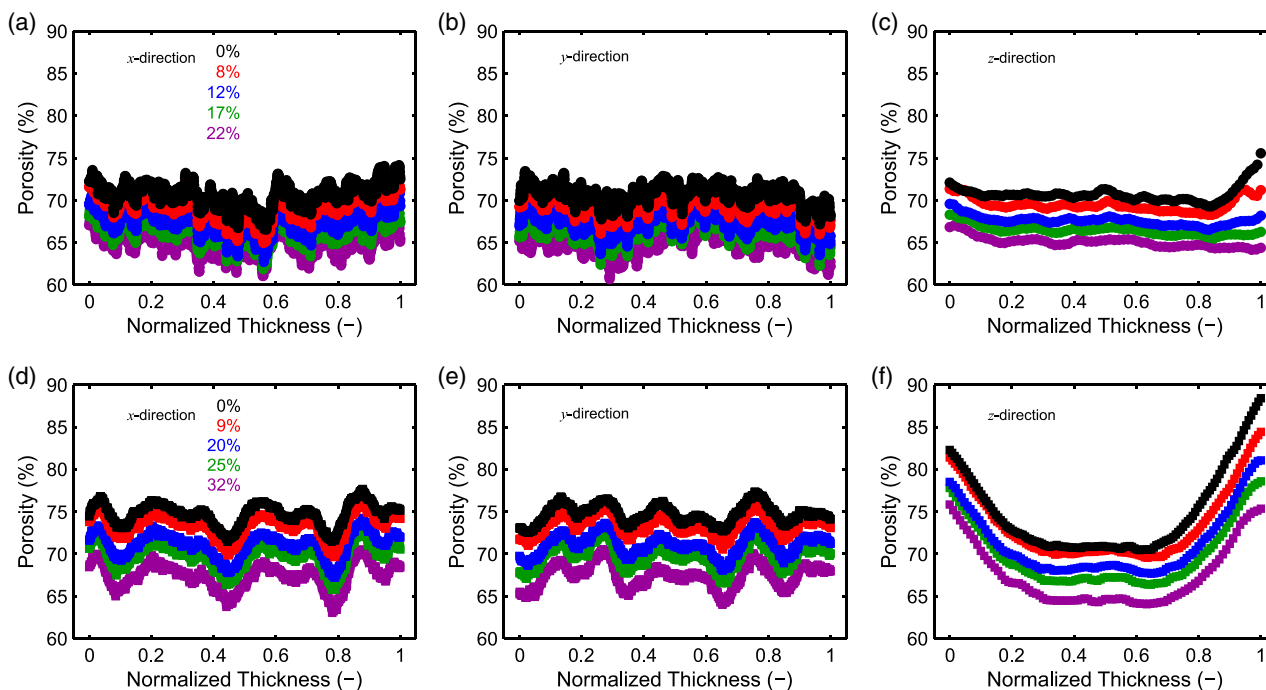 (a)
x-direction
0%
8%
12%
17%
22%
90
85
80
75
70
65
60
Porosity (%)
0 0.2 0.4 0.6 0.8 1
Normalized Thickness (−)
(b)
y-direction
90
85
80
75
70
65
60
Porosity (%)
0 0.2 0.4 0.6 0.8 1
Normalized Thickness (−)
(c)
z-direction
90
85
80
75
70
65
60
Porosity (%)
0 0.2 0.4 0.6 0.8 1
Normalized Thickness (−)
(d)
x-direction
0%
9%
20%
25%
32%
90
85
80
75
70
65
60
Porosity (%)
0 0.2 0.4 0.6 0.8 1
Normalized Thickness (−)
(e)
y-direction
90
85
80
75
70
65
60
Porosity (%)
0 0.2 0.4 0.6 0.8 1
Normalized Thickness (−)
(f)
z-direction
90
85
80
75
70
65
60
Porosity (%)
0 0.2 0.4 0.6 0.8 1
Normalized Thickness (−)